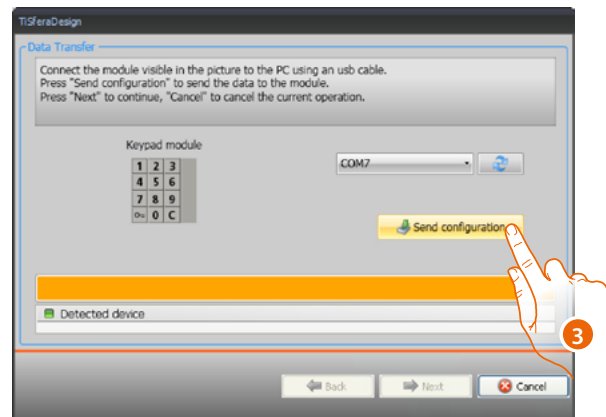 TiSferaDesign
Data Transfer
Connect the module visible in the picture to the PC using an usb cable.
Press "Send configuration" to send the data to the module.
Press "Next" to continue, "Cancel" to cancel the current operation.
Keypad module
1 2 3
4 5 6
7 8 9
0 C
COM7
Send configuration
Detected device
3
Back
Next
Cancel